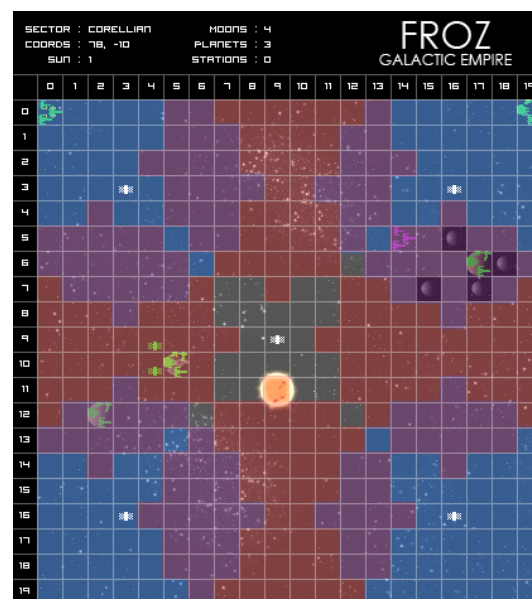 SECTOR : CORELLIAN
COORDS : 78, -10
SUN : 1
MOONS : 4
PLANETS : 3
STATIONS : 0
FROZ
GALACTIC EMPIRE
0 1 2 3 4 5 6 7 8 9 10 11 12 13 14 15 16 17 18 19
0
1
2
3
4
5
6
7
8
9
10
11
12
13
14
15
16
17
18
19